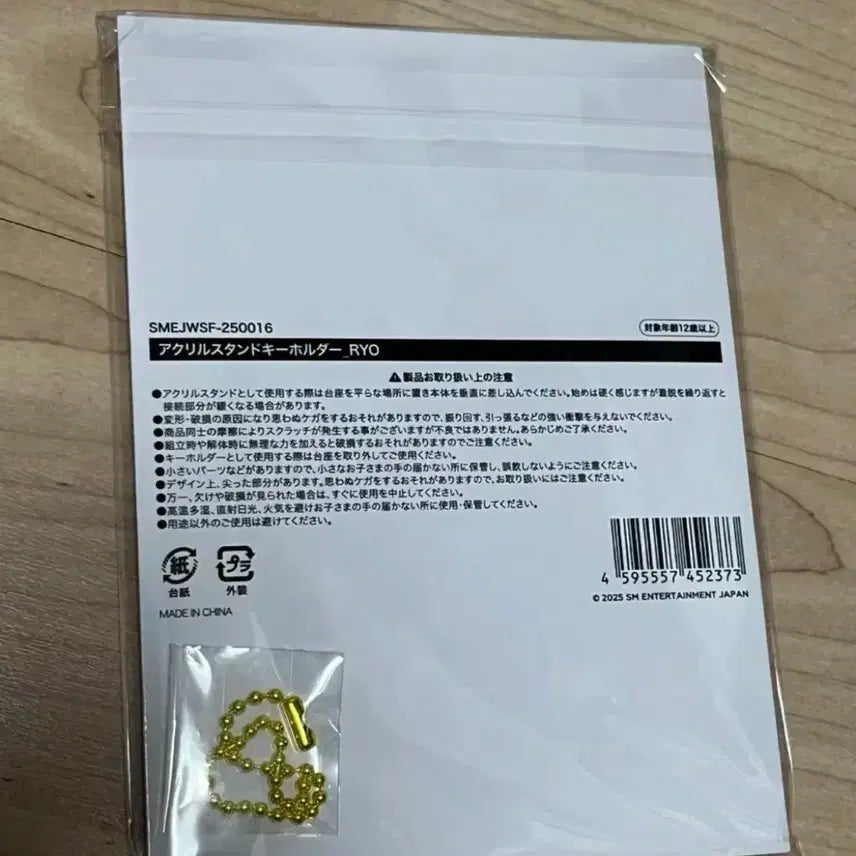 SMEJWSF-250016
対象年齢12歳以上
アクリルスタンドキーホルダー_RYO
⚠製品お取り扱い上の注意
●アクリルスタンドとして使用する際は台座を平らな場所に置き本体を垂直に差し込んでください。始めは硬く感じますが着脱を繰り返すと
接続部分が緩くなる場合があります。
●変形・破損の原因になり思わぬケガをするおそれがありますので、振り回す、引っ張るなどの強い衝撃を与えないでください。
●商品同士の摩擦によりスクラッチが発生する事がございますが不良ではありません。あらかじめご了承ください。
●組立時や解体時に無理な力を加えると破損するおそれがありますのでご注意ください。
●キーホルダーとして使用する際は台座を取り外してご使用ください。
●小さいパーツなどがありますので、小さなお子さまの手の届かない所に保管し、誤飲しないようにご注意ください。
●デザイン上、尖った部分があります。思わぬケガをするおそれがありますので、お取り扱いにはご注意ください。
●万一、欠けや破損が見られた場合は、すぐに使用を中止してください。
●高温多湿、直射日光、火気を避けお子さまの手の届かない所に使用・保管してください。
●用途以外のご使用は避けてください。
紙
台紙
プラ
外装
4 595557 452373
© 2025 SM ENTERTAINMENT JAPAN
MADE IN CHINA